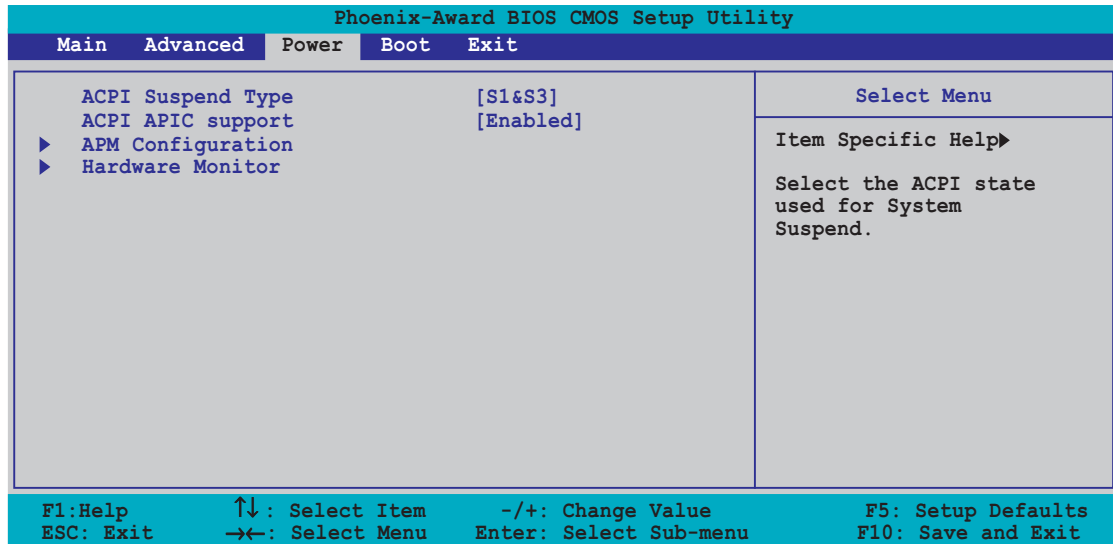 Phoenix-Award BIOS CMOS Setup Utility
Main Advanced Power Boot Exit
ACPI Suspend Type [S1&S3]
ACPI APIC support [Enabled]
APM Configuration
Hardware Monitor
Select Menu
Item Specific Help
Select the ACPI state
used for System
Suspend.
F1:Help ↑↓: Select Item -/+: Change Value F5: Setup Defaults
ESC: Exit →←: Select Menu Enter: Select Sub-menu F10: Save and Exit